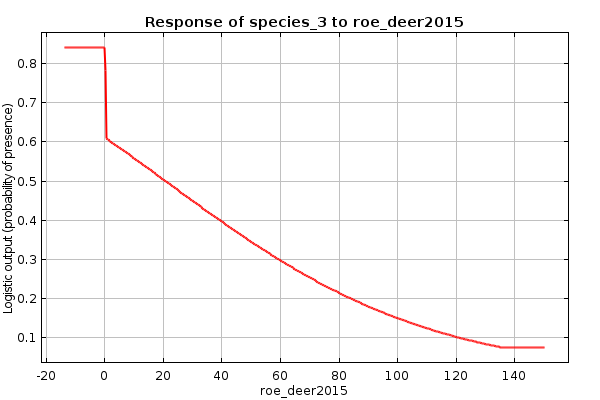 Response of species_3 to roe_deer2015
Logistic output (probability of presence)
0.8
0.7
0.6
0.5
0.4
0.3
0.2
0.1
-20 0 20 40 60 80 100 120 140
roe_deer2015